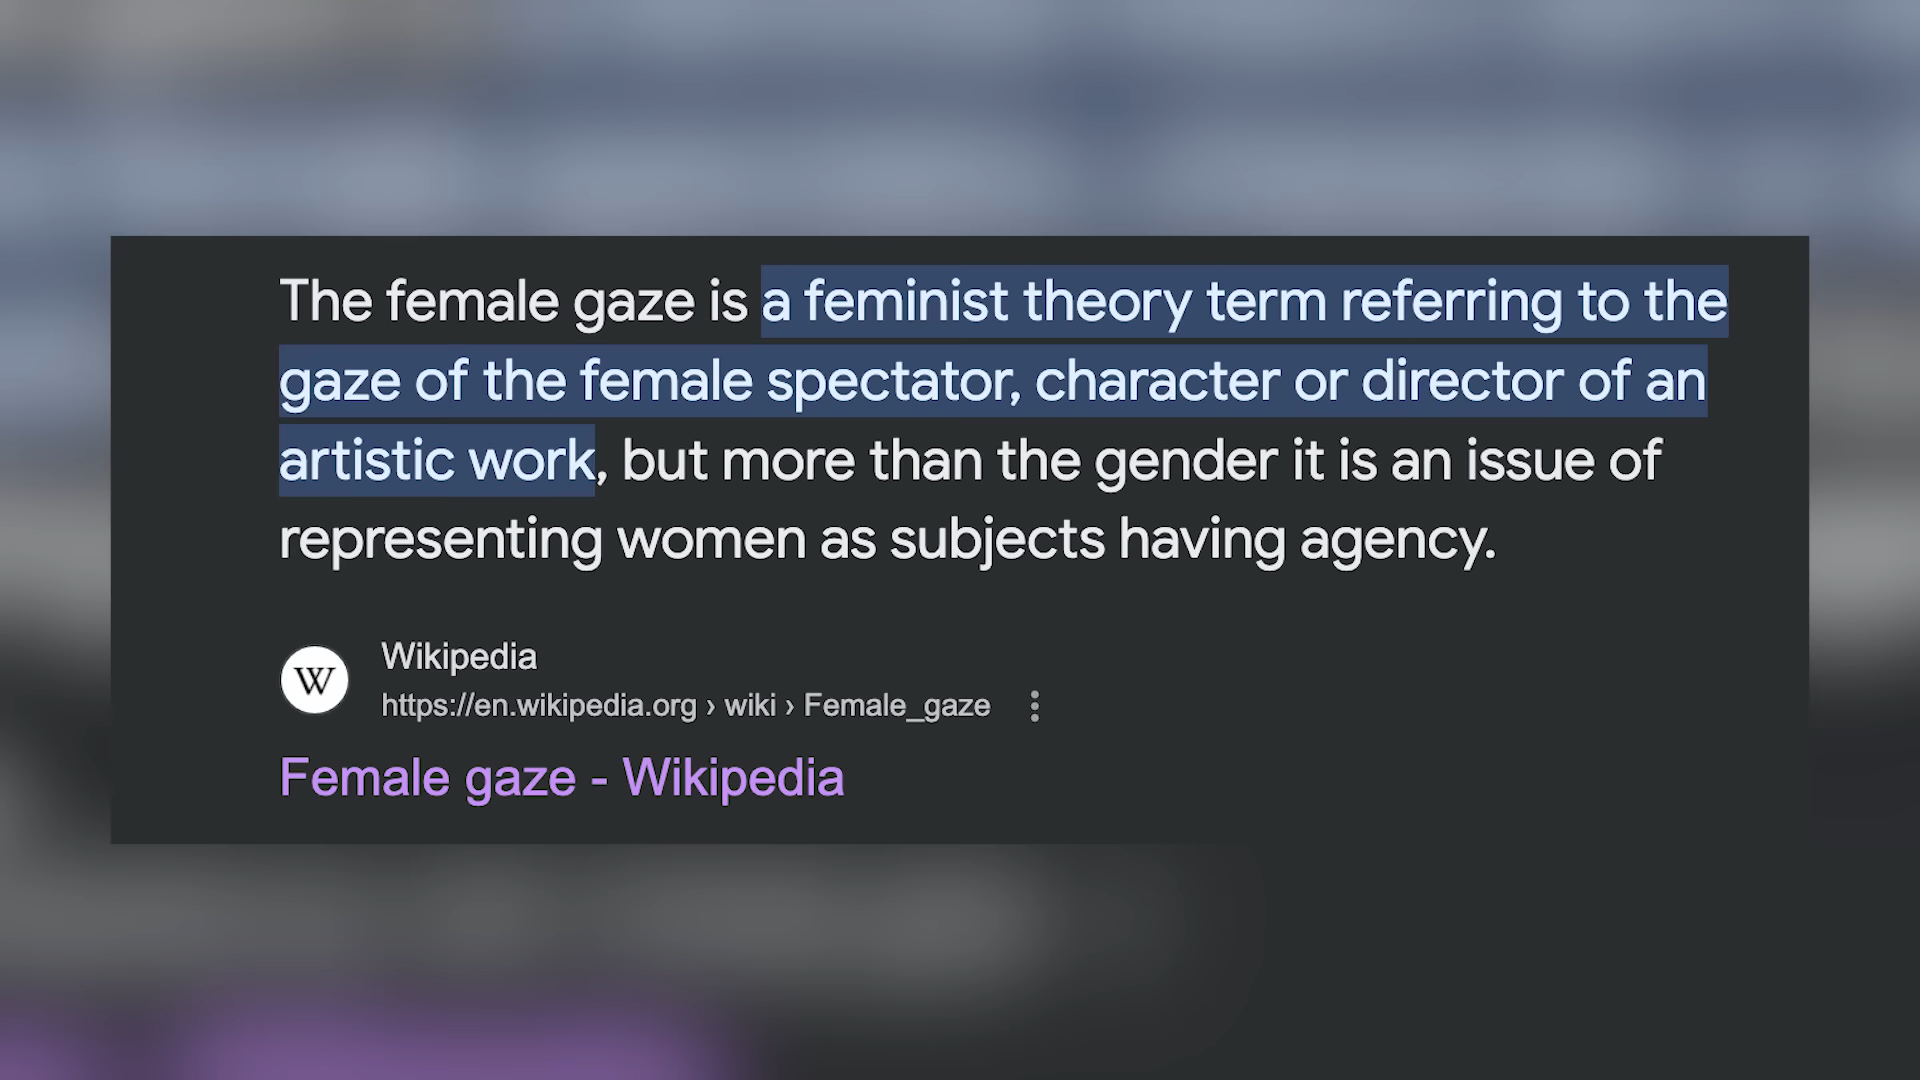 The female gaze is a feminist theory term referring to the
gaze of the female spectator, character or director of an
artistic work, but more than the gender it is an issue of
representing women as subjects having agency.
W
Wikipedia
https://en.wikipedia.org › wiki › Female_gaze
Female gaze - Wikipedia